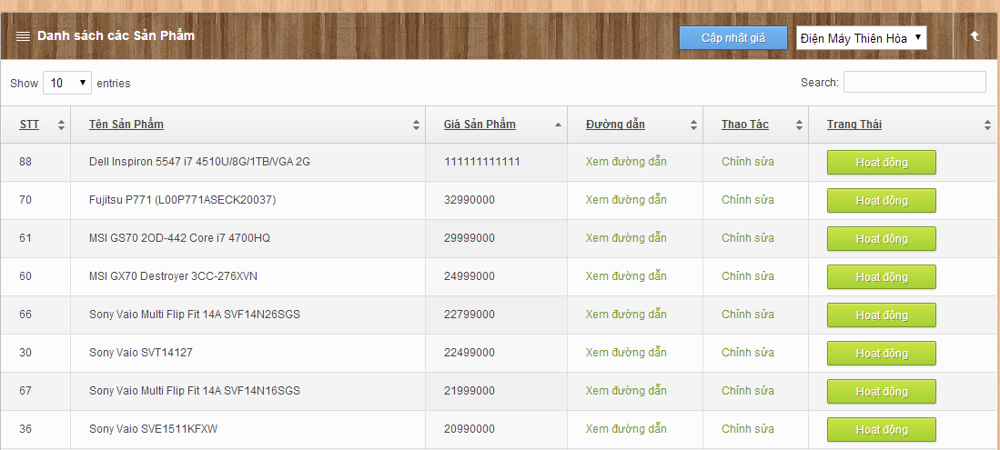 Danh sách các Sản Phẩm Cập nhật giá Điện Máy Thiên Hòa
Show 10 entries Search:
STT Tên Sản Phẩm Giá Sản Phẩm Đường dẫn Thao Tác Trạng Thái
88 Dell Inspiron 5547 i7 4510U/8G/1TB/VGA 2G 111111111111 Xem đường dẫn Chỉnh sửa Hoạt động
70 Fujitsu P771 (L00P771ASECK20037) 32990000 Xem đường dẫn Chỉnh sửa Hoạt động
61 MSI GS70 2OD-442 Core i7 4700HQ 29999000 Xem đường dẫn Chỉnh sửa Hoạt động
60 MSI GX70 Destroyer 3CC-276XVN 24999000 Xem đường dẫn Chỉnh sửa Hoạt động
66 Sony Vaio Multi Flip Fit 14A SVF14N26SGS 22799000 Xem đường dẫn Chỉnh sửa Hoạt động
30 Sony Vaio SVT14127 22499000 Xem đường dẫn Chỉnh sửa Hoạt động
67 Sony Vaio Multi Flip Fit 14A SVF14N16SGS 21999000 Xem đường dẫn Chỉnh sửa Hoạt động
36 Sony Vaio SVE1511KFXW 20990000 Xem đường dẫn Chỉnh sửa Hoạt động